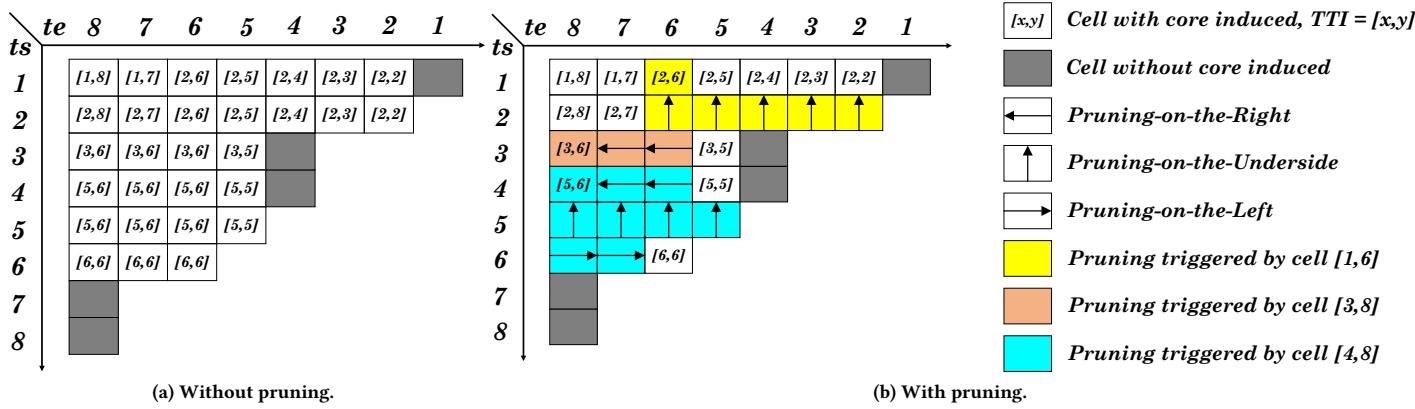 te 8 7 6 5 4 3 2 1
ts
1 [1,8] [1,7] [2,6] [2,5] [2,4] [2,3] [2,2]
2 [2,8] [2,7] [2,6] [2,5] [2,4] [2,3] [2,2]
3 [3,6] [3,6] [3,6] [3,5]
4 [5,6] [5,6] [5,6] [5,5]
5 [5,6] [5,6] [5,6] [5,5]
6 [6,6] [6,6] [6,6]
7
8
(a) Without pruning.
te 8 7 6 5 4 3 2 1
ts
1 [1,8] [1,7] [2,6] [2,5] [2,4] [2,3] [2,2]
2 [2,8] [2,7]
3 [3,6] [3,5]
4 [5,6] [5,5]
5
6 [6,6]
7
8
(b) With pruning.
[x,y] Cell with core induced, TTI = [x,y]
Cell without core induced
Pruning-on-the-Right
Pruning-on-the-Underside
Pruning-on-the-Left
Pruning triggered by cell [1,6]
Pruning triggered by cell [3,8]
Pruning triggered by cell [4,8]